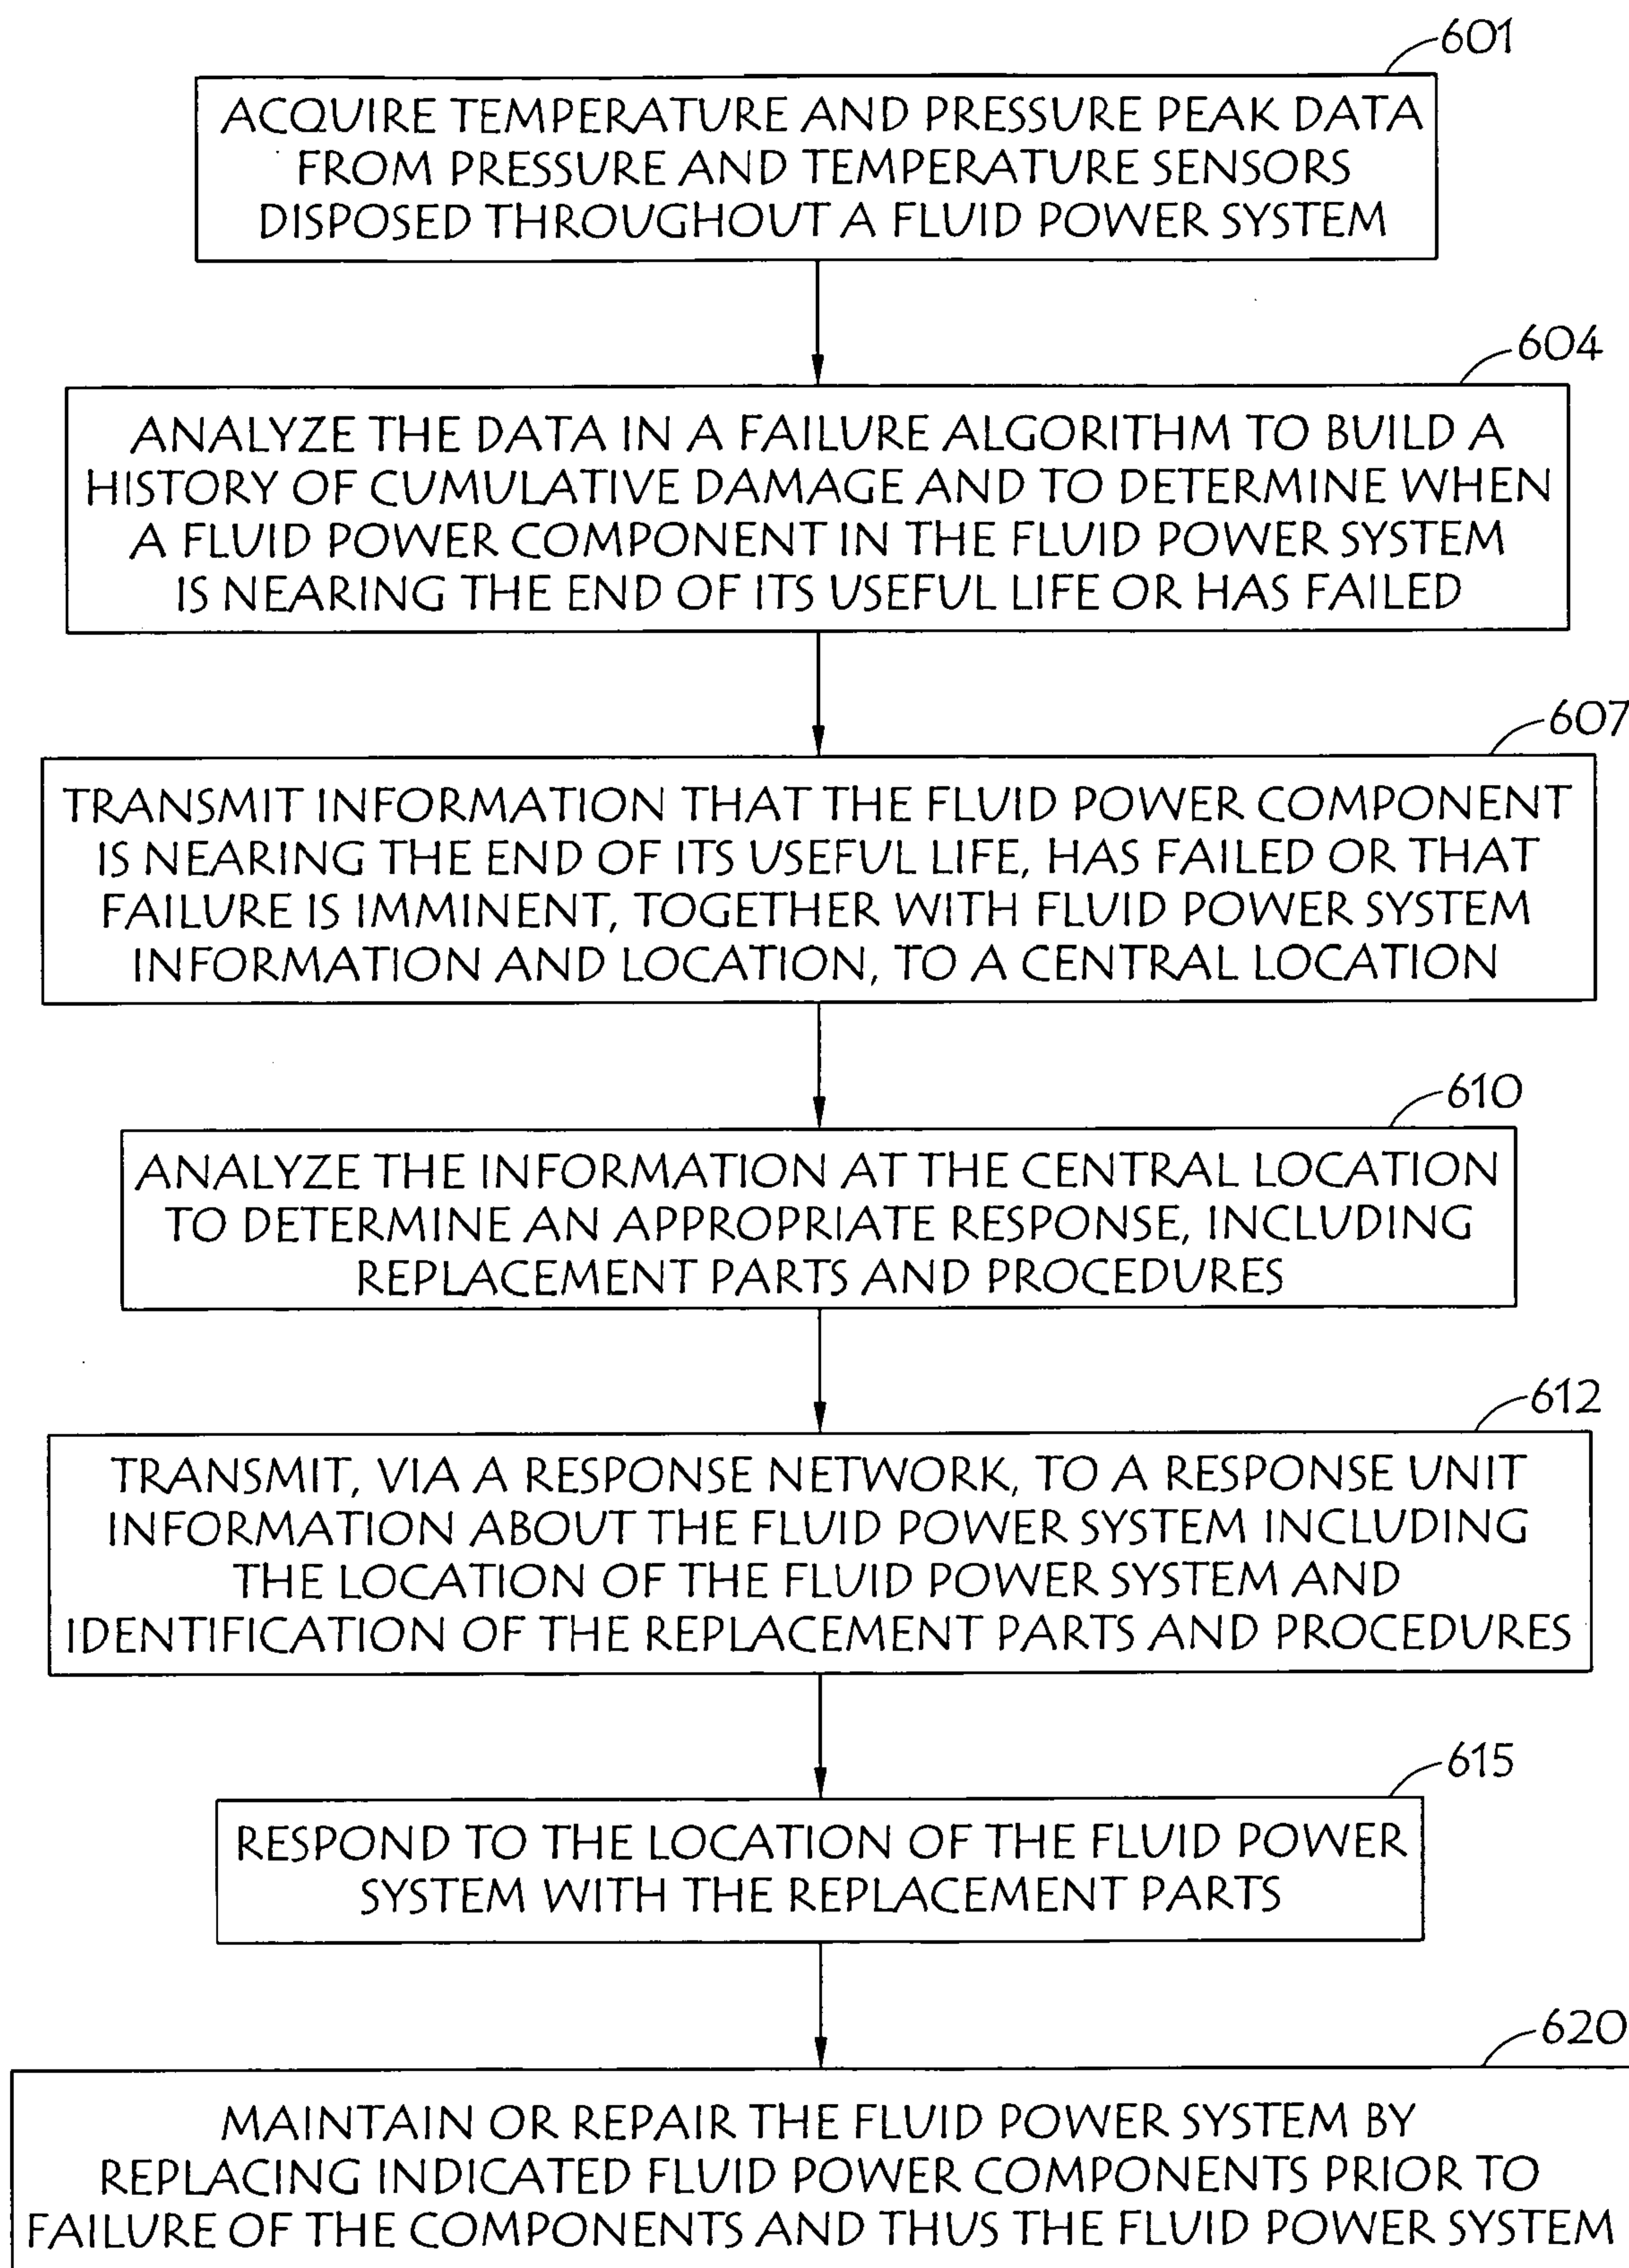 601
ACQUIRE TEMPERATURE AND PRESSURE PEAK DATA
FROM PRESSURE AND TEMPERATURE SENSORS
DISPOSED THROUGHOUT A FLUID POWER SYSTEM
604
ANALYZE THE DATA IN A FAILURE ALGORITHM TO BUILD A
HISTORY OF CUMULATIVE DAMAGE AND TO DETERMINE WHEN
A FLUID POWER COMPONENT IN THE FLUID POWER SYSTEM
IS NEARING THE END OF ITS USEFUL LIFE OR HAS FAILED
607
TRANSMIT INFORMATION THAT THE FLUID POWER COMPONENT
IS NEARING THE END OF ITS USEFUL LIFE, HAS FAILED OR THAT
FAILURE IS IMMINENT, TOGETHER WITH FLUID POWER SYSTEM
INFORMATION AND LOCATION, TO A CENTRAL LOCATION
610
ANALYZE THE INFORMATION AT THE CENTRAL LOCATION
TO DETERMINE AN APPROPRIATE RESPONSE, INCLUDING
REPLACEMENT PARTS AND PROCEDURES
612
TRANSMIT, VIA A RESPONSE NETWORK, TO A RESPONSE UNIT
INFORMATION ABOUT THE FLUID POWER SYSTEM INCLUDING
THE LOCATION OF THE FLUID POWER SYSTEM AND
IDENTIFICATION OF THE REPLACEMENT PARTS AND PROCEDURES
615
RESPOND TO THE LOCATION OF THE FLUID POWER
SYSTEM WITH THE REPLACEMENT PARTS
620
MAINTAIN OR REPAIR THE FLUID POWER SYSTEM BY
REPLACING INDICATED FLUID POWER COMPONENTS PRIOR TO
FAILURE OF THE COMPONENTS AND THUS THE FLUID POWER SYSTEM